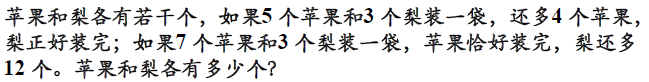 苹果和梨各有若干个，如果5 个苹果和3 个梨装一袋，还多4 个苹果，
梨正好装完；如果7 个苹果和3 个梨装一袋，苹果恰好装完，梨还多
12 个。苹果和梨各有多少个?